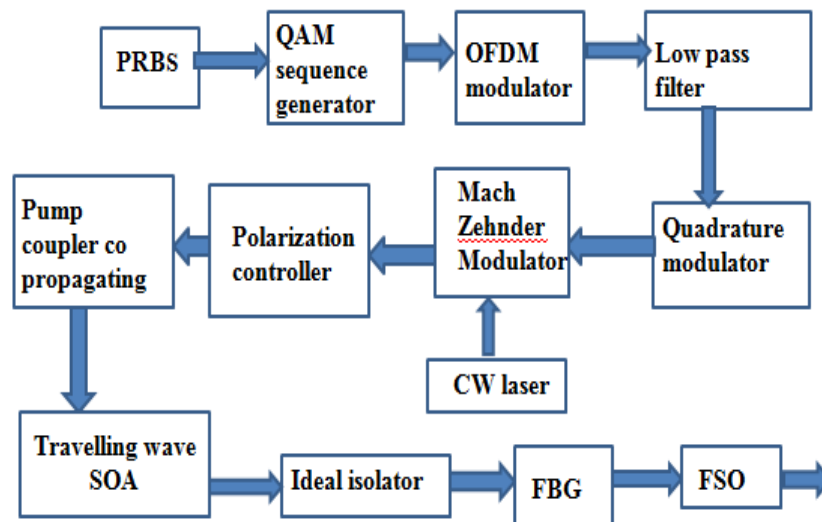 PRBS
QAM
sequence
generator
OFDM
modulator
Low pass
filter
Pump
coupler co
propagating
Polarization
controller
Mach
Zehnder
Modulator
Quadrature
modulator
CW laser
Travelling wave
SOA
Ideal isolator
FBG
FSO